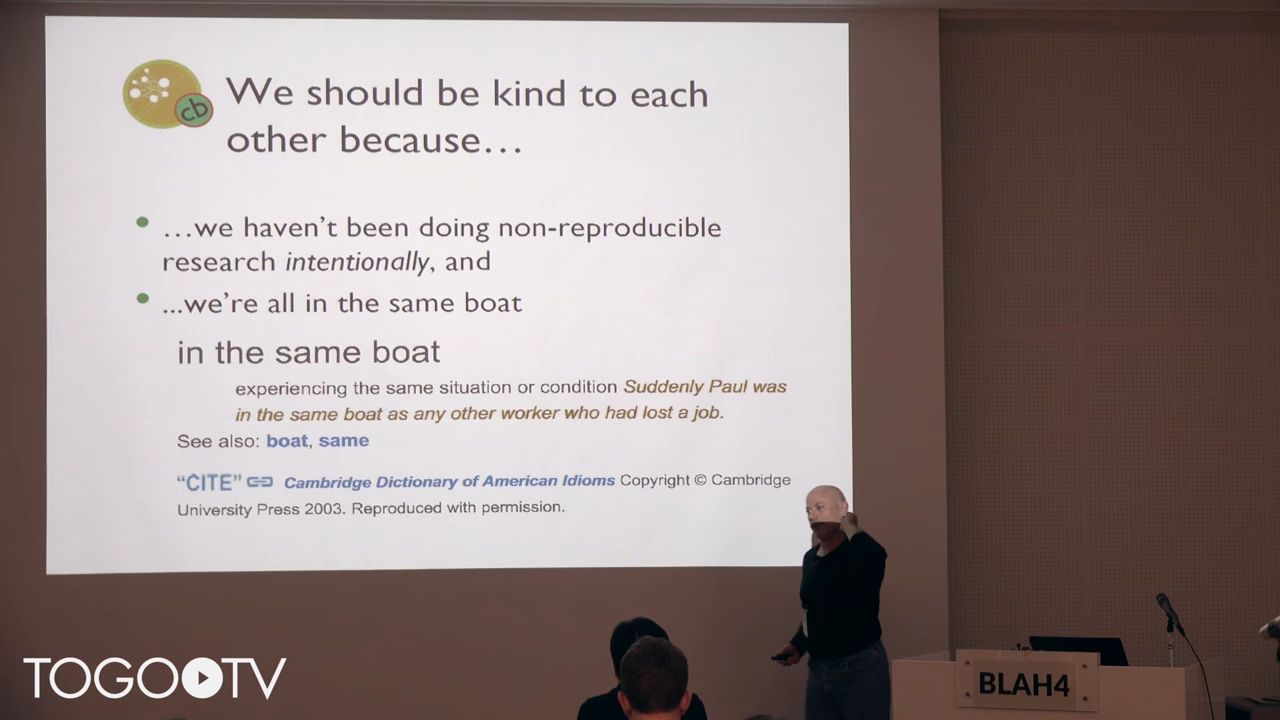 cb
We should be kind to each
other because…
• …we haven't been doing non-reproducible
research intentionally, and
• ...we're all in the same boat
in the same boat
experiencing the same situation or condition Suddenly Paul was
in the same boat as any other worker who had lost a job.
See also: boat, same
“CITE” Cambridge Dictionary of American Idioms Copyright © Cambridge
University Press 2003. Reproduced with permission.
BLAH4
TOGOTV